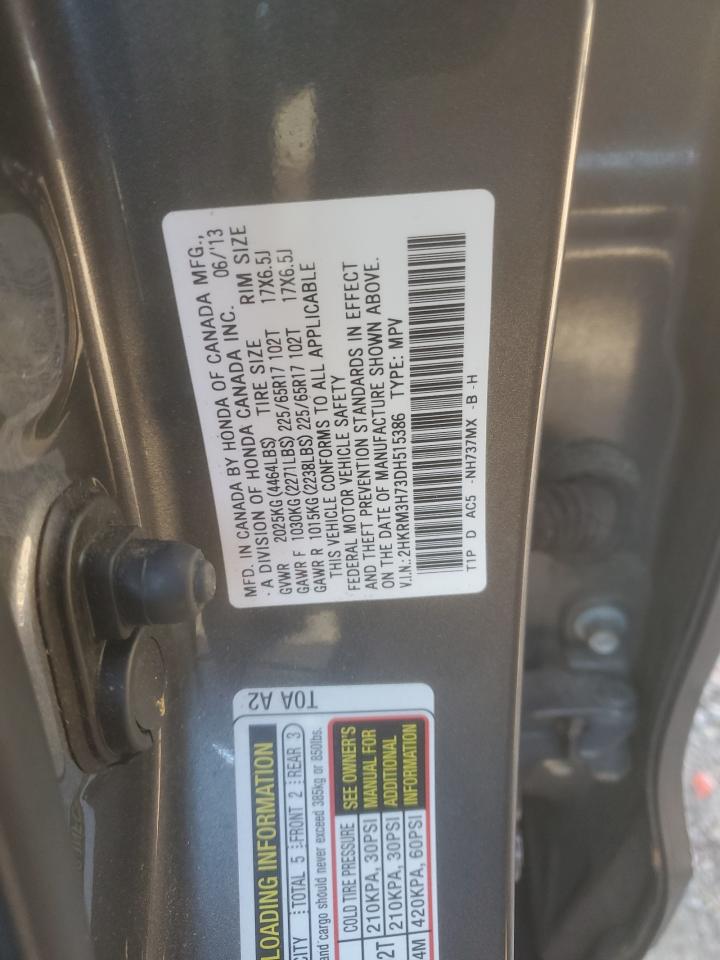 MFD. IN CANADA BY HONDA OF CANADA MFG.,
A DIVISION OF HONDA CANADA INC. 06/'13
GVWR 2025KG(4464LBS) TIRE SIZE RIM SIZE
GAWR F 1030KG(2271LBS) 225/65R17 102T 17X6.5J
GAWR R 1015KG(2238LBS) 225/65R17 102T 17X6.5J
THIS VEHICLE CONFORMS TO ALL APPLICABLE
FEDERAL MOTOR VEHICLE SAFETY
AND THEFT PREVENTION STANDARDS IN EFFECT
ON THE DATE OF MANUFACTURE SHOWN ABOVE.
V.I.N.: 2HKRM3H73DH515386 TYPE: MPV
T1P D AC5 -NH737MX -B -H
T0A A2
LOADING INFORMATION
TOTAL 5 FRONT 2 REAR 3
and cargo should never exceed 385kg or 850lbs.
COLD TIRE PRESSURE SEE OWNER'S
210KPA, 30PSI MANUAL FOR
210KPA, 30PSI ADDITIONAL
420KPA, 60PSI INFORMATION